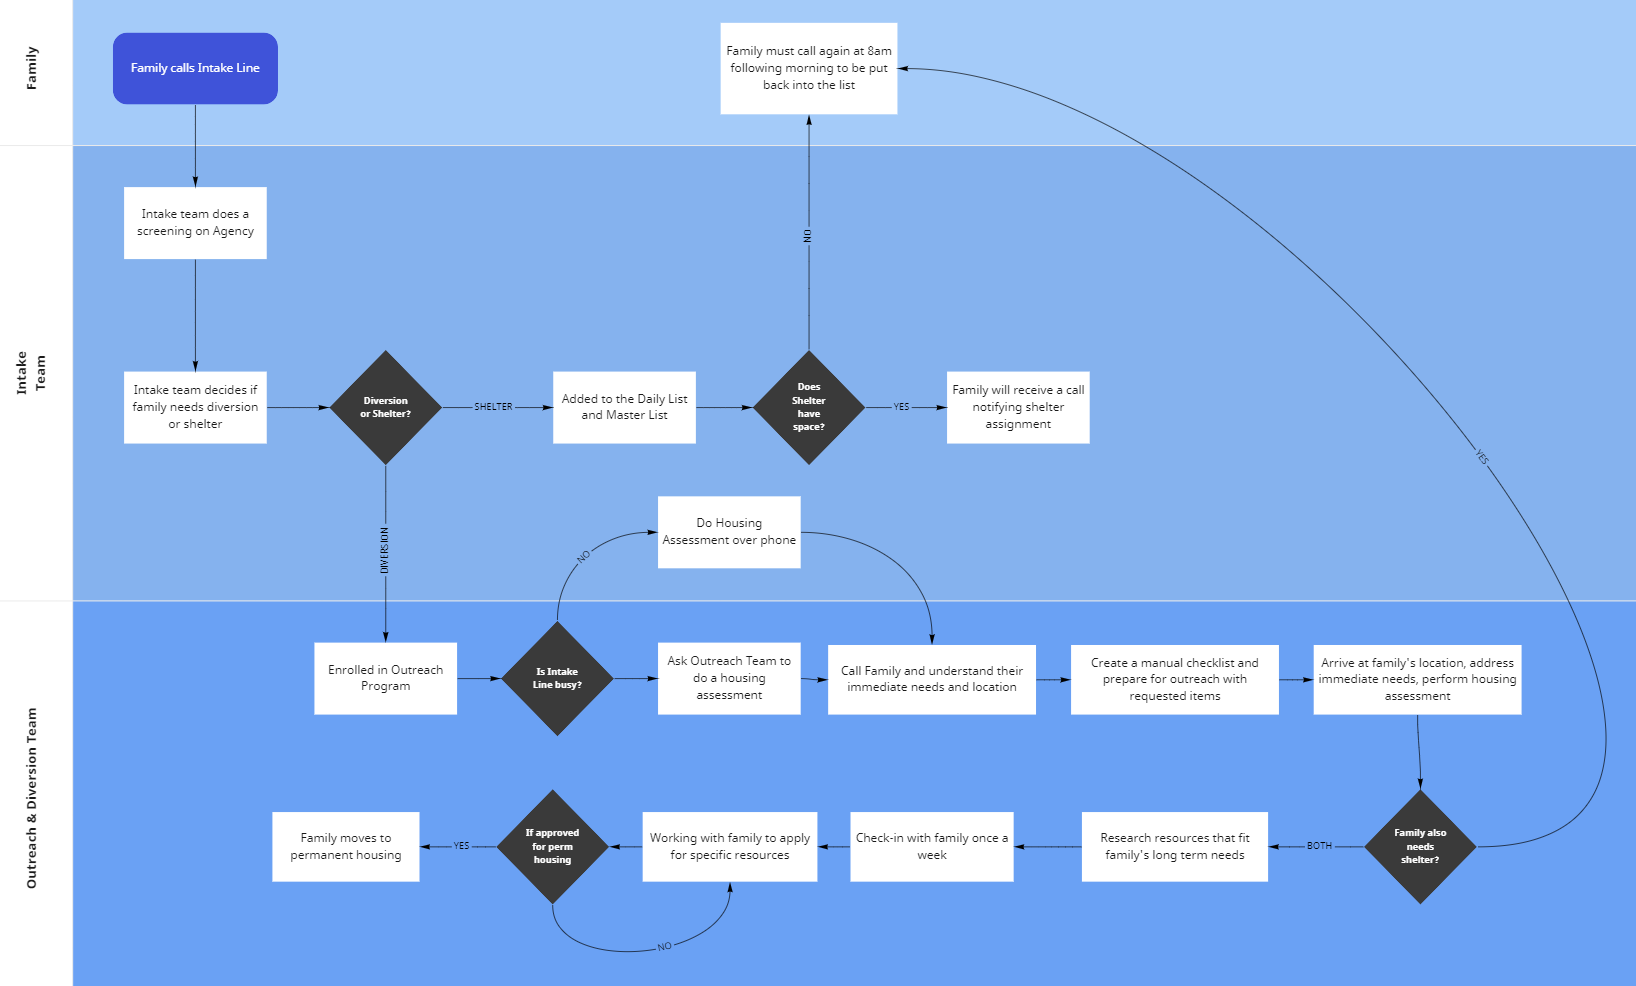 Family
Family calls Intake Line
Family must call again at 8am
following morning to be put
back into the list
Intake
Team
Intake team does a
screening on Agency
NO
Intake team decides if
family needs diversion
or shelter
Diversion
or Shelter?
SHELTER
Added to the Daily List
and Master List
Does
Shelter
have
space?
YES
Family will receive a call
notifying shelter
assignment
YES
DIVERSION
NO
Do Housing
Assessment over phone
Outreach & Diversion Team
Enrolled in Outreach
Program
Is Intake
Line busy?
Ask Outreach Team to
do a housing
assessment
Call Family and understand their
immediate needs and location
Create a manual checklist and
prepare for outreach with
requested items
Arrive at family's location, address
immediate needs, perform housing
assessment
Family moves to
permanent housing
YES
If approved
for perm
housing
Working with family to apply
for specific resources
Check-in with family once a
week
Research resources that fit
family's long term needs
BOTH
Family also
needs
shelter?
NO